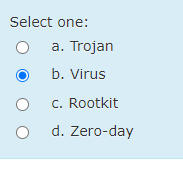 Select one:
a. Trojan
b. Virus
c. Rootkit
d. Zero-day